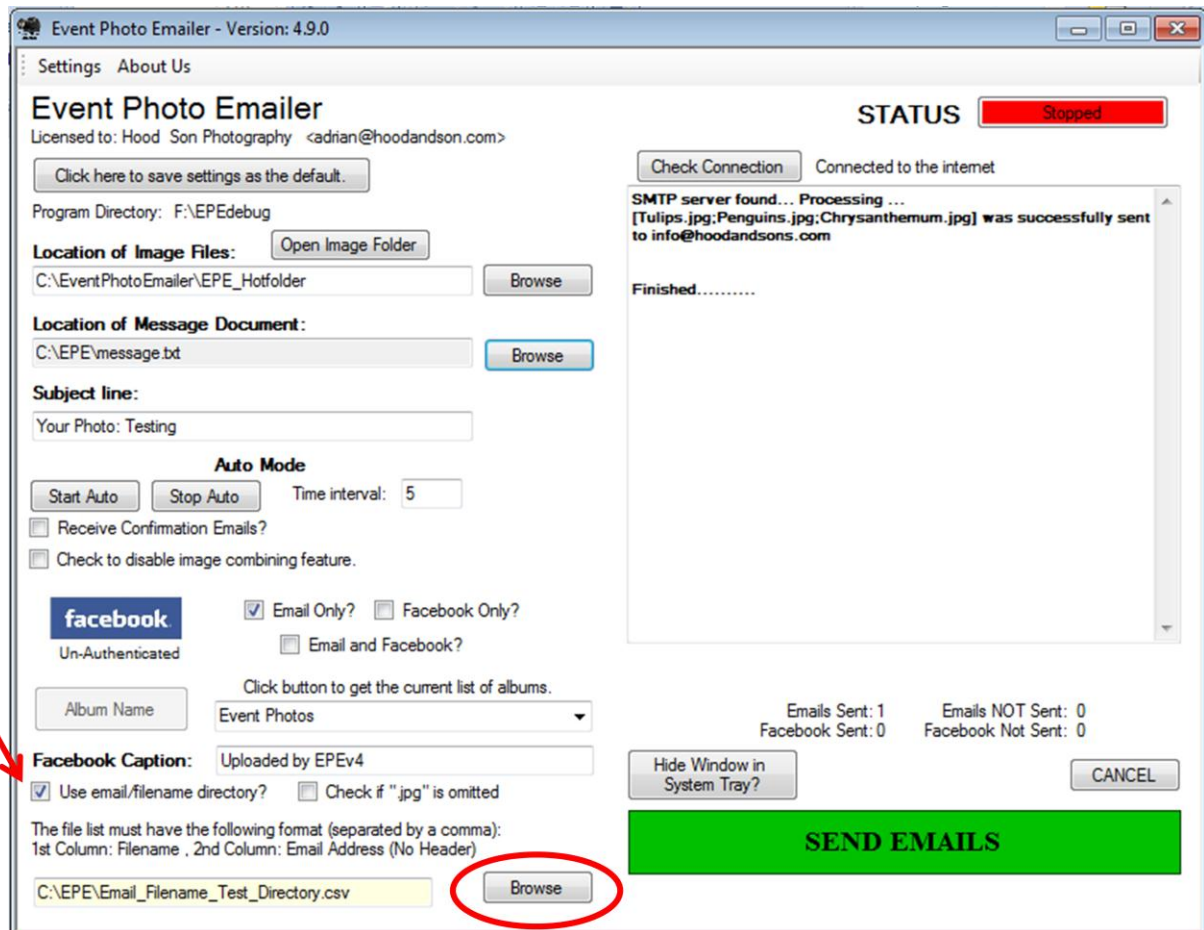 Event Photo Emailer - Version: 4.9.0
Settings About Us
Event Photo Emailer
Licensed to: Hood Son Photography <adrian@hoodandson.com>
STATUS Stopped
Click here to save settings as the default.
Check Connection Connected to the internet
Program Directory: F:\EPEdebug
SMTP server found... Processing ...
[Tulips.jpg;Penguins.jpg;Chrysanthemum.jpg] was successfully sent
to info@hoodandsons.com
Finished..........
Location of Image Files: Open Image Folder
C:\EventPhotoEmailer\EPE_Hotfolder Browse
Location of Message Document:
C:\EPE\message.txt Browse
Subject line:
Your Photo: Testing
Auto Mode
Start Auto Stop Auto Time interval: 5
Receive Confirmation Emails?
Check to disable image combining feature.
facebook.
Un-Authenticated
Email Only? Facebook Only?
Email and Facebook?
Click button to get the current list of albums.
Album Name Event Photos
Facebook Caption: Uploaded by EPEv4
Use email/filename directory? Check if ".jpg" is omitted
The file list must have the following format (separated by a comma):
1st Column: Filename , 2nd Column: Email Address (No Header)
C:\EPE\Email_Filename_Test_Directory.csv Browse
Emails Sent: 1 Emails NOT Sent: 0
Facebook Sent: 0 Facebook Not Sent: 0
Hide Window in
System Tray?
CANCEL
SEND EMAILS